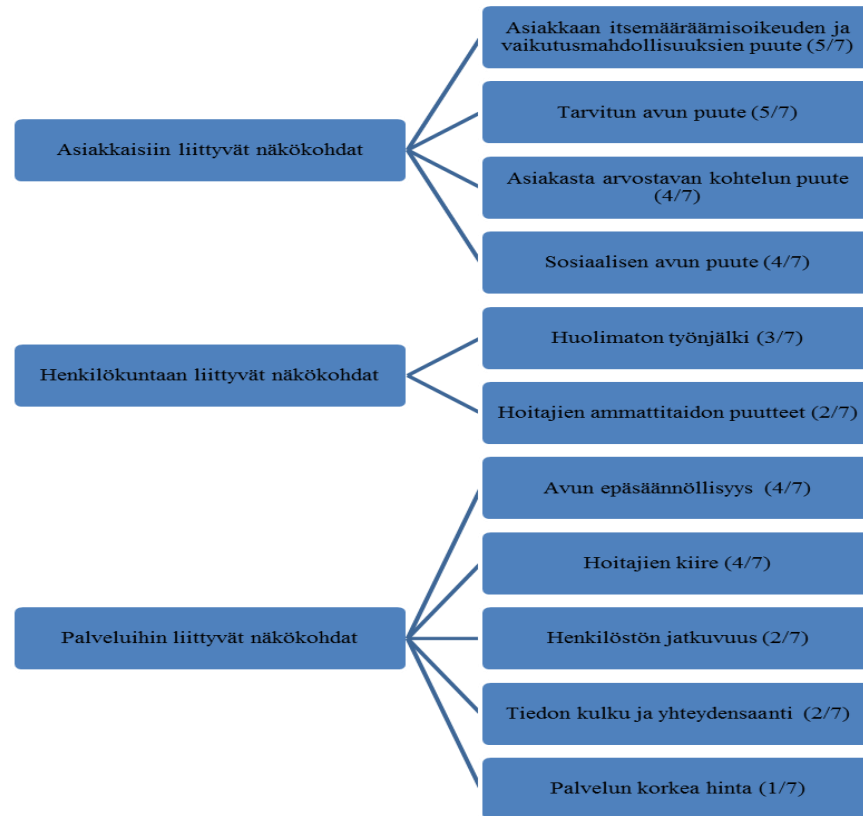 Asiakkaisiin liittyvät näkökohdat
Asiakkaan itsemääräämisoikeuden ja
vaikutusmahdollisuuksien puute (5/7)
Tarvitun avun puute (5/7)
Asiakasta arvostavan kohtelun puute
(4/7)
Sosiaalisen avun puute (4/7)
Henkilökuntaan liittyvät näkökohdat
Huolimaton työnjälki (3/7)
Hoitajien ammattitaidon puutteet (2/7)
Palveluihin liittyvät näkökohdat
Avun epäsäännöllisyys (4/7)
Hoitajien kiire (4/7)
Henkilöstön jatkuvuus (2/7)
Tiedon kulku ja yhteydensaanti (2/7)
Palvelun korkea hinta (1/7)